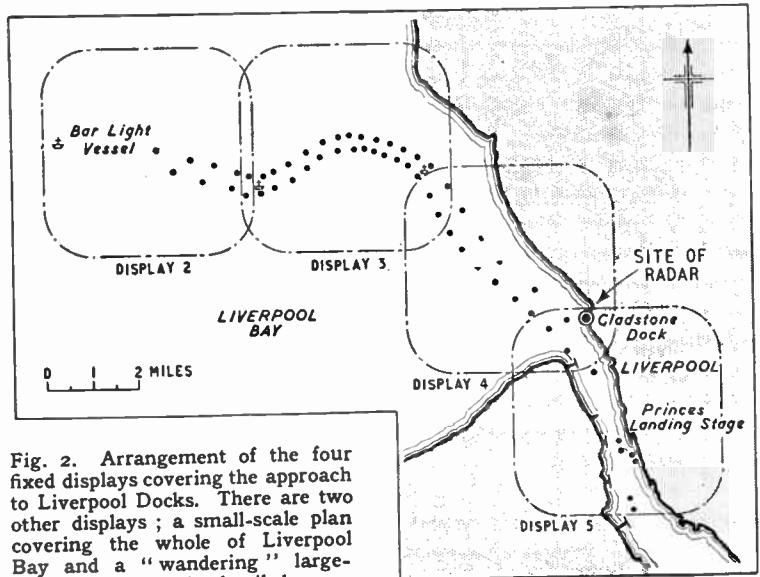 Bar Light
Vessel
DISPLAY 2
DISPLAY 3
LIVERPOOL
BAY
0 1 2 MILES
SITE OF
RADAR
Gladstone
Dock
LIVERPOOL
DISPLAY 4
Princes
Landing Stage
DISPLAY 5
Fig. 2. Arrangement of the four
fixed displays covering the approach
to Liverpool Docks. There are two
other displays ; a small-scale plan
covering the whole of Liverpool
Bay and a “ wandering ” large-